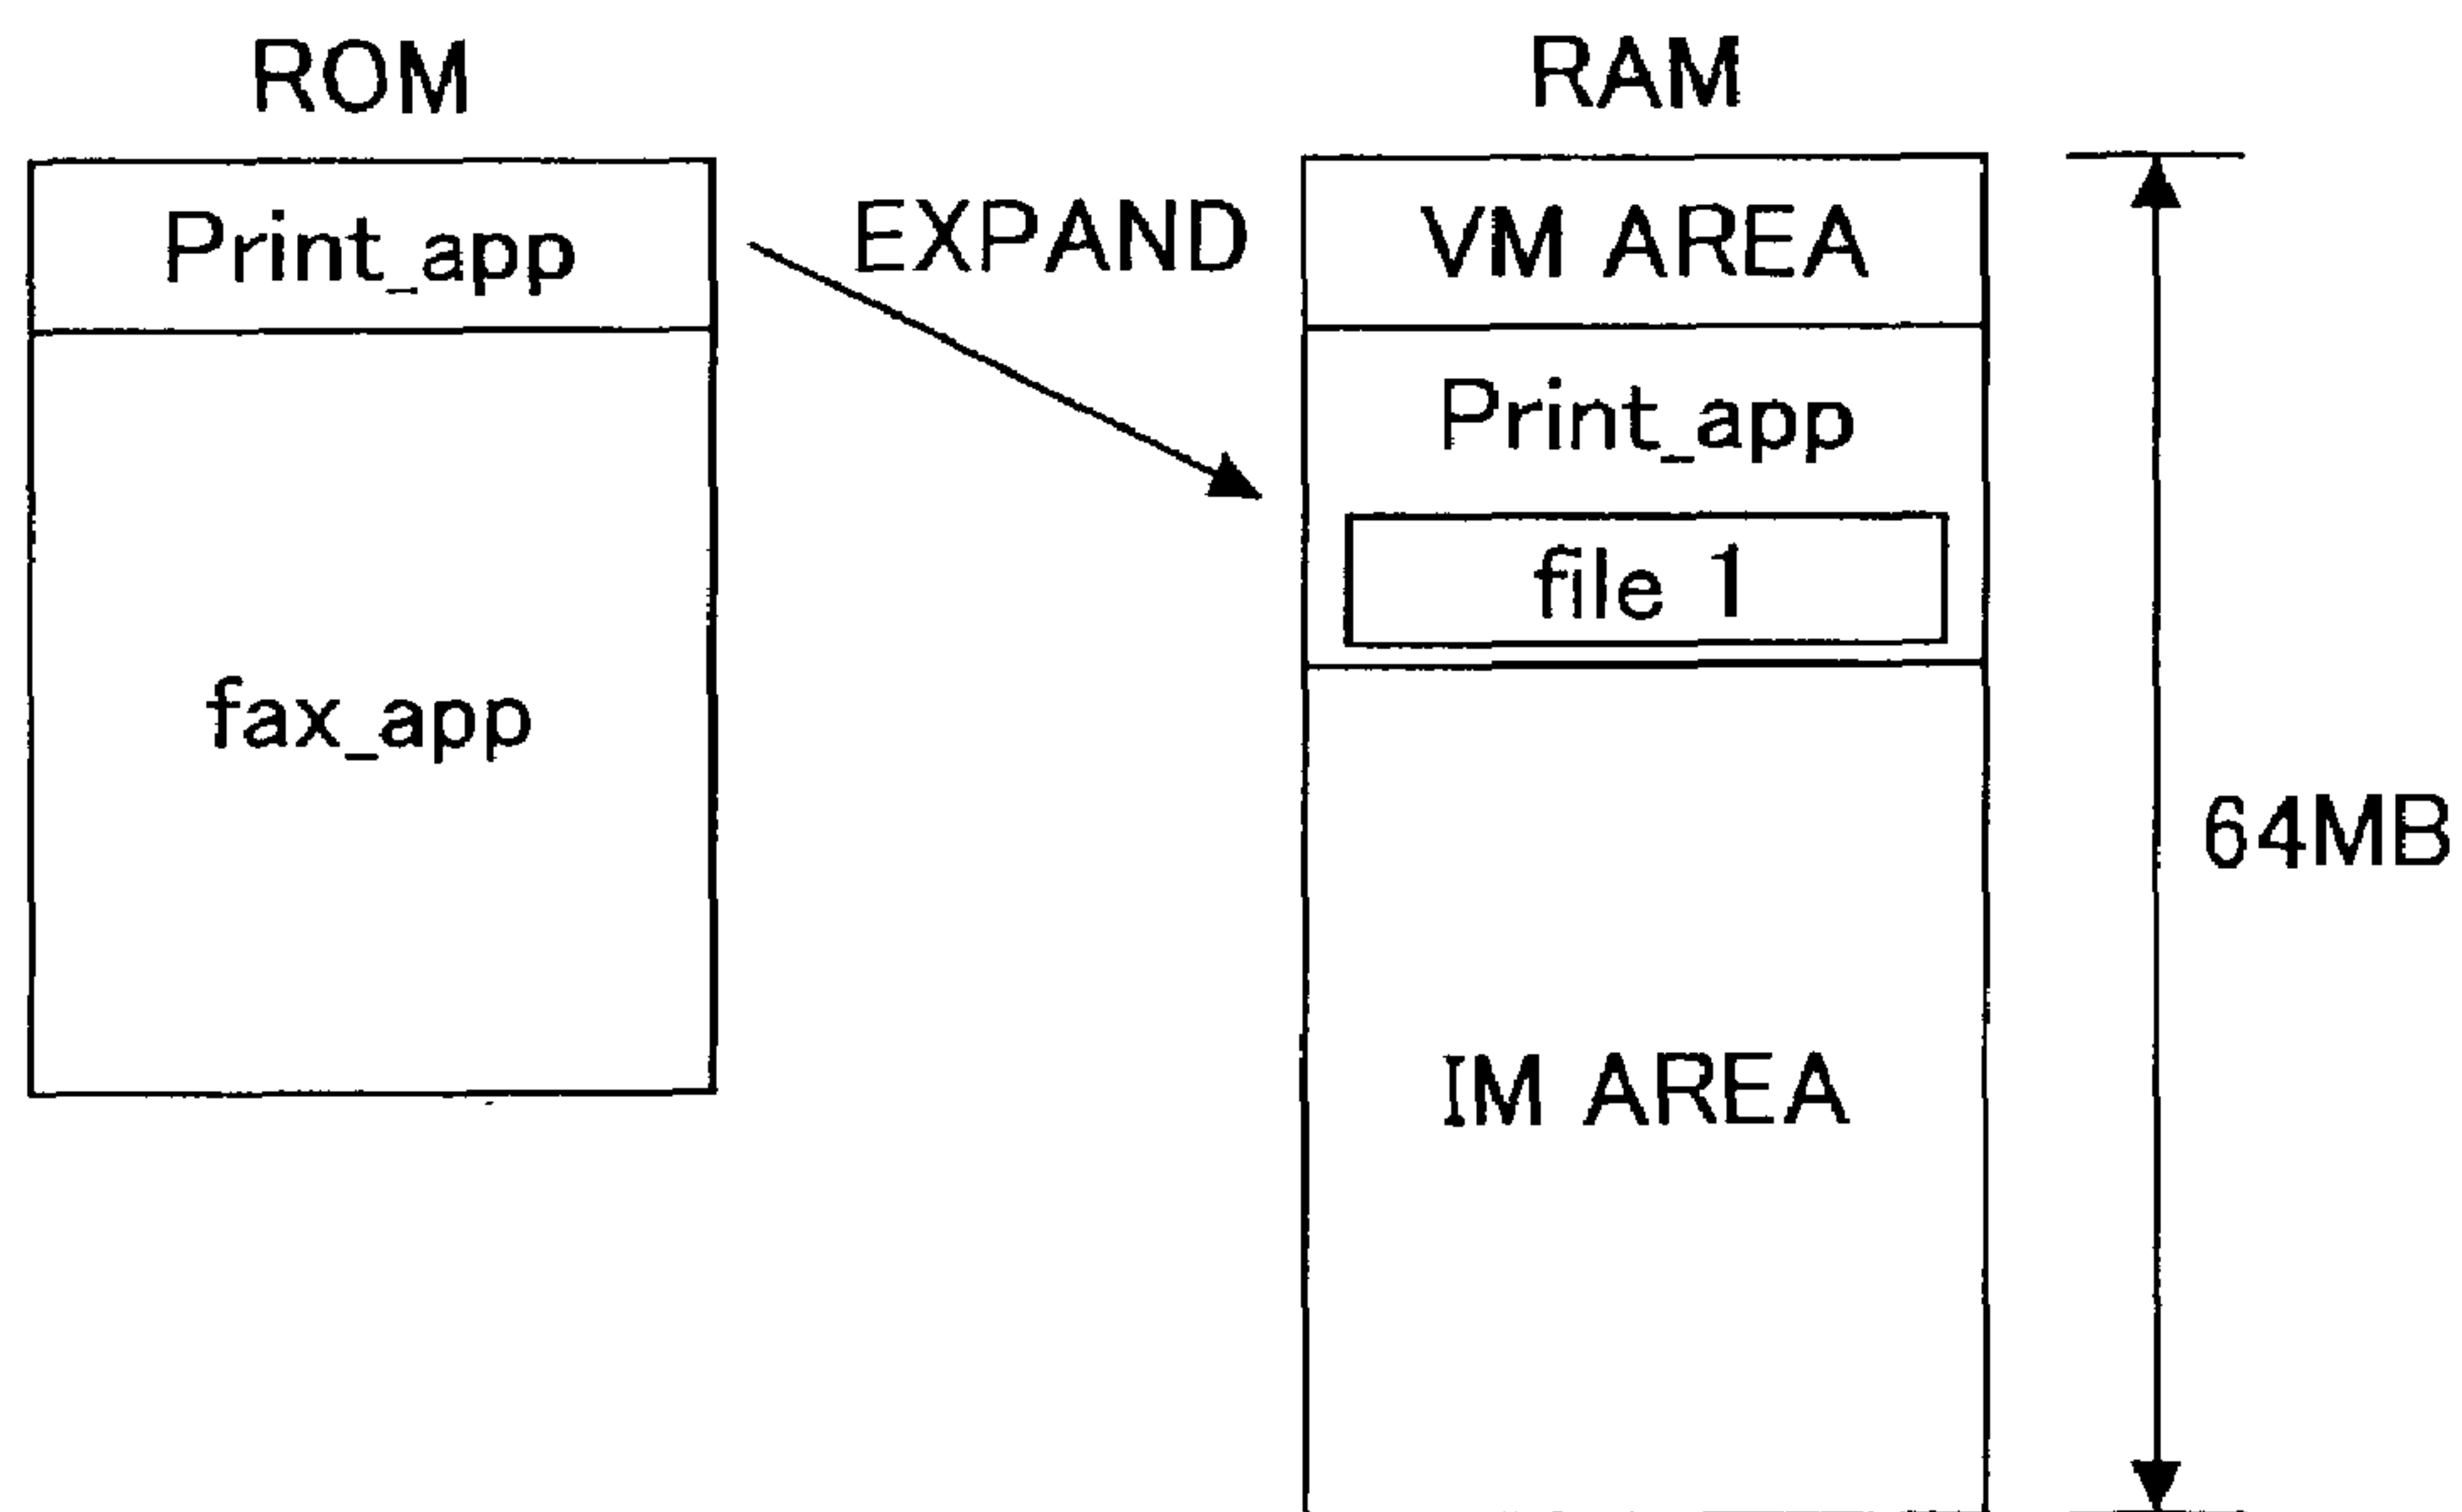 ROM
Print_app
fax_app
EXPAND
RAM
VM AREA
Print_app
file 1
IM AREA
64MB